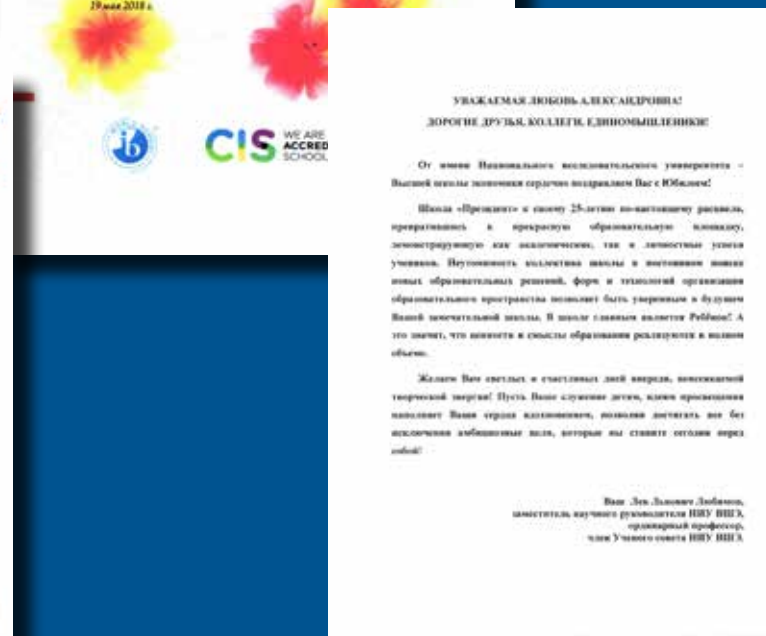 19 мая 2018 г.
CIS WE ARE
ACCRED
SCHOOL
УВАЖАЕМАЯ ЛЮБОВЬ АЛЕКСАНДРОВНА!
ДОРОГИЕ ДРУЗЬЯ, КОЛЛЕГИ, ЕДИНОМЫШЛЕННИКИ!
От имени Национального исследовательского университета –
Высшей школы экономики сердечно поздравляем Вас с Юбилеем!
Школа «Президент» к своему 25-летию по-настоящему расцвела,
превратившись в прекрасную образовательную площадку,
демонстрирующую как академические, так и личностные успехи
учеников. Неутомимость коллектива школы в постоянном поиске
новых образовательных решений, форм и технологий организации
образовательного пространства позволяет быть уверенным в будущем
Вашей замечательной школы. В школе главным является Ребёнок! А
это значит, что ценности и смыслы образования реализуются в полном
объеме.
Желаем Вам светлых и счастливых дней впереди, неиссякаемой
творческой энергии! Пусть Ваше служение детям, идеям просвещения
наполняет Ваши сердца вдохновением, позволяя достигать все без
исключения амбициозные цели, которые вы ставите сегодня перед
собой!
Ваш Лев Львович Любимов,
заместитель научного руководителя НИУ ВШЭ,
ординарный профессор,
член Ученого совета НИУ ВШЭ.